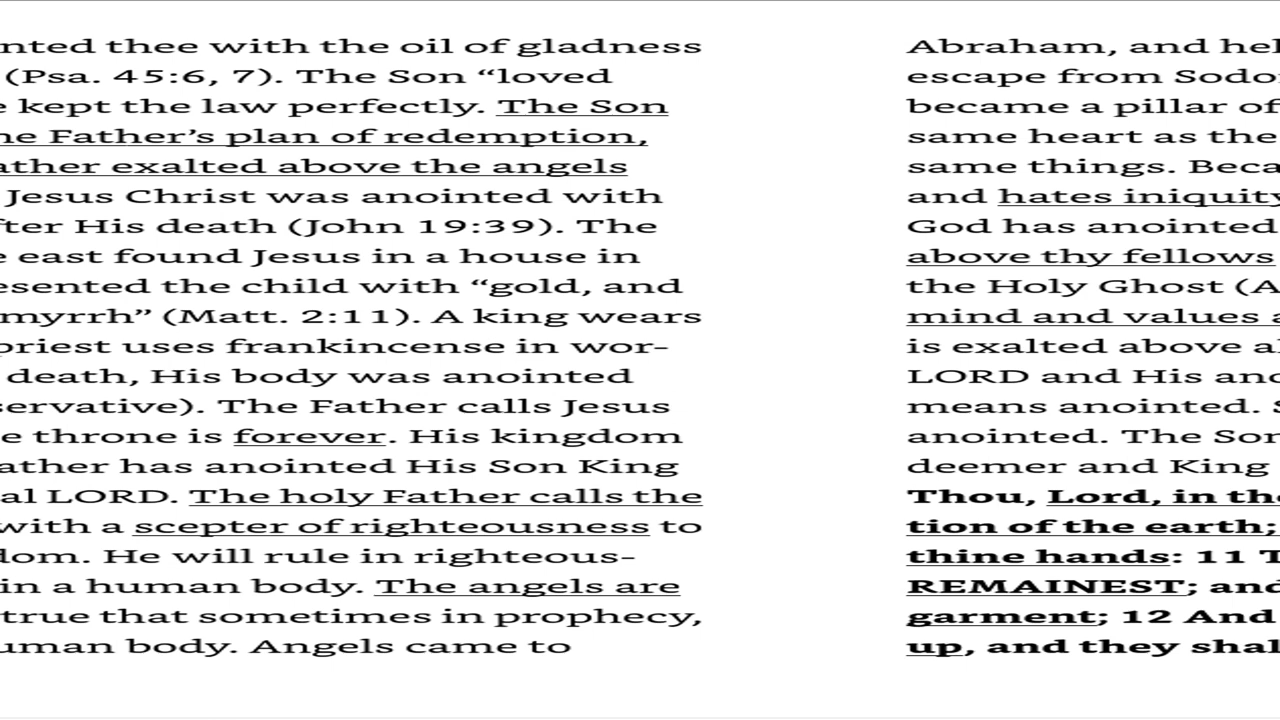 nted thee with the oil of gladness
(Psa. 45:6, 7). The Son “loved
kept the law perfectly. The Son
Father’s plan of redemption,
ather exalted above the angels
Jesus Christ was anointed with
fter His death (John 19:39). The
east found Jesus in a house in
esented the child with “gold, and
myrrh” (Matt. 2:11). A king wears
priest uses frankincense in wor-
death, His body was anointed
servative). The Father calls Jesus
throne is forever. His kingdom
ather has anointed His Son King
al LORD. The holy Father calls the
with a scepter of righteousness to
dom. He will rule in righteous-
in a human body. The angels are
true that sometimes in prophecy,
uman body. Angels came to
Abraham, and hel
escape from Sodo
became a pillar of
same heart as the
same things. Beca
and hates iniquity
God has anointed
above thy fellows
the Holy Ghost (A
mind and values a
is exalted above a
LORD and His ano
means anointed. S
anointed. The Son
deemer and King
Thou, Lord, in the
tion of the earth;
thine hands: 11 T
REMAINEST; and
garment; 12 And
up, and they shal